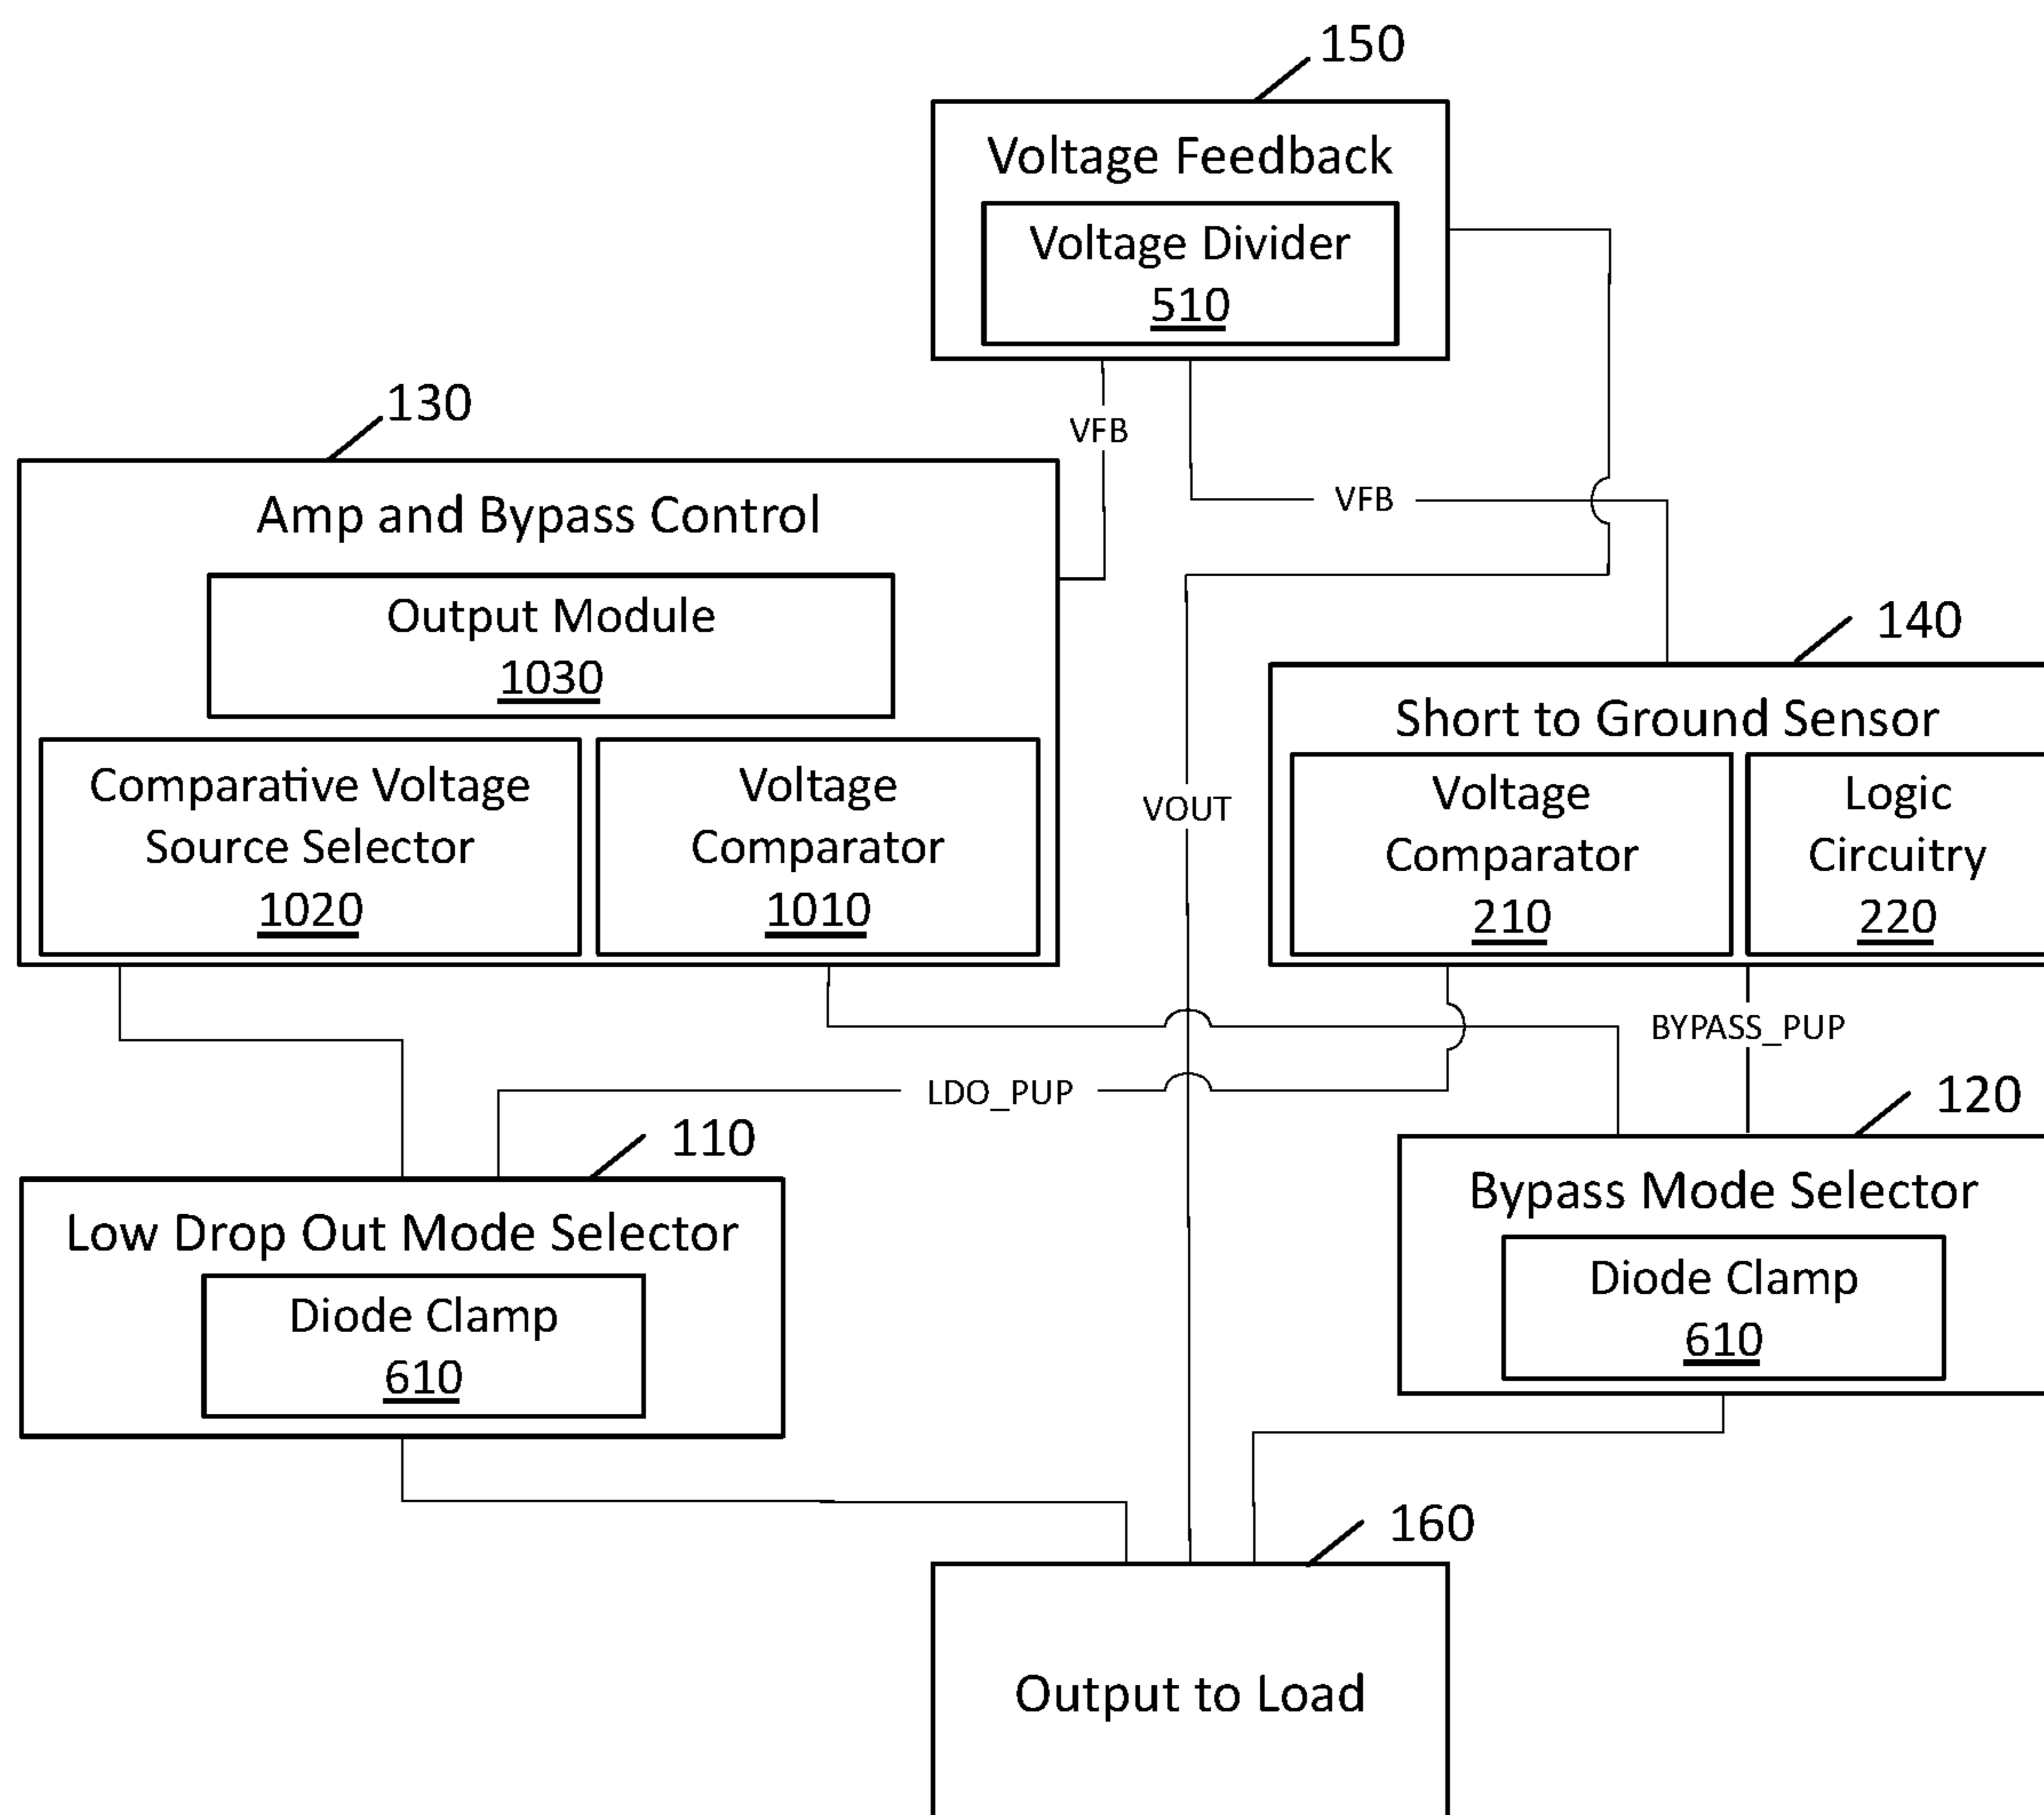 150
Voltage Feedback
Voltage Divider
510
130
VFB
VFB
Amp and Bypass Control
Output Module
1030
Comparative Voltage
Source Selector
1020
Voltage
Comparator
1010
VOUT
140
Short to Ground Sensor
Voltage
Comparator
210
Logic
Circuitry
220
BYPASS_PUP
LDO_PUP
110
Low Drop Out Mode Selector
Diode Clamp
610
120
Bypass Mode Selector
Diode Clamp
610
160
Output to Load